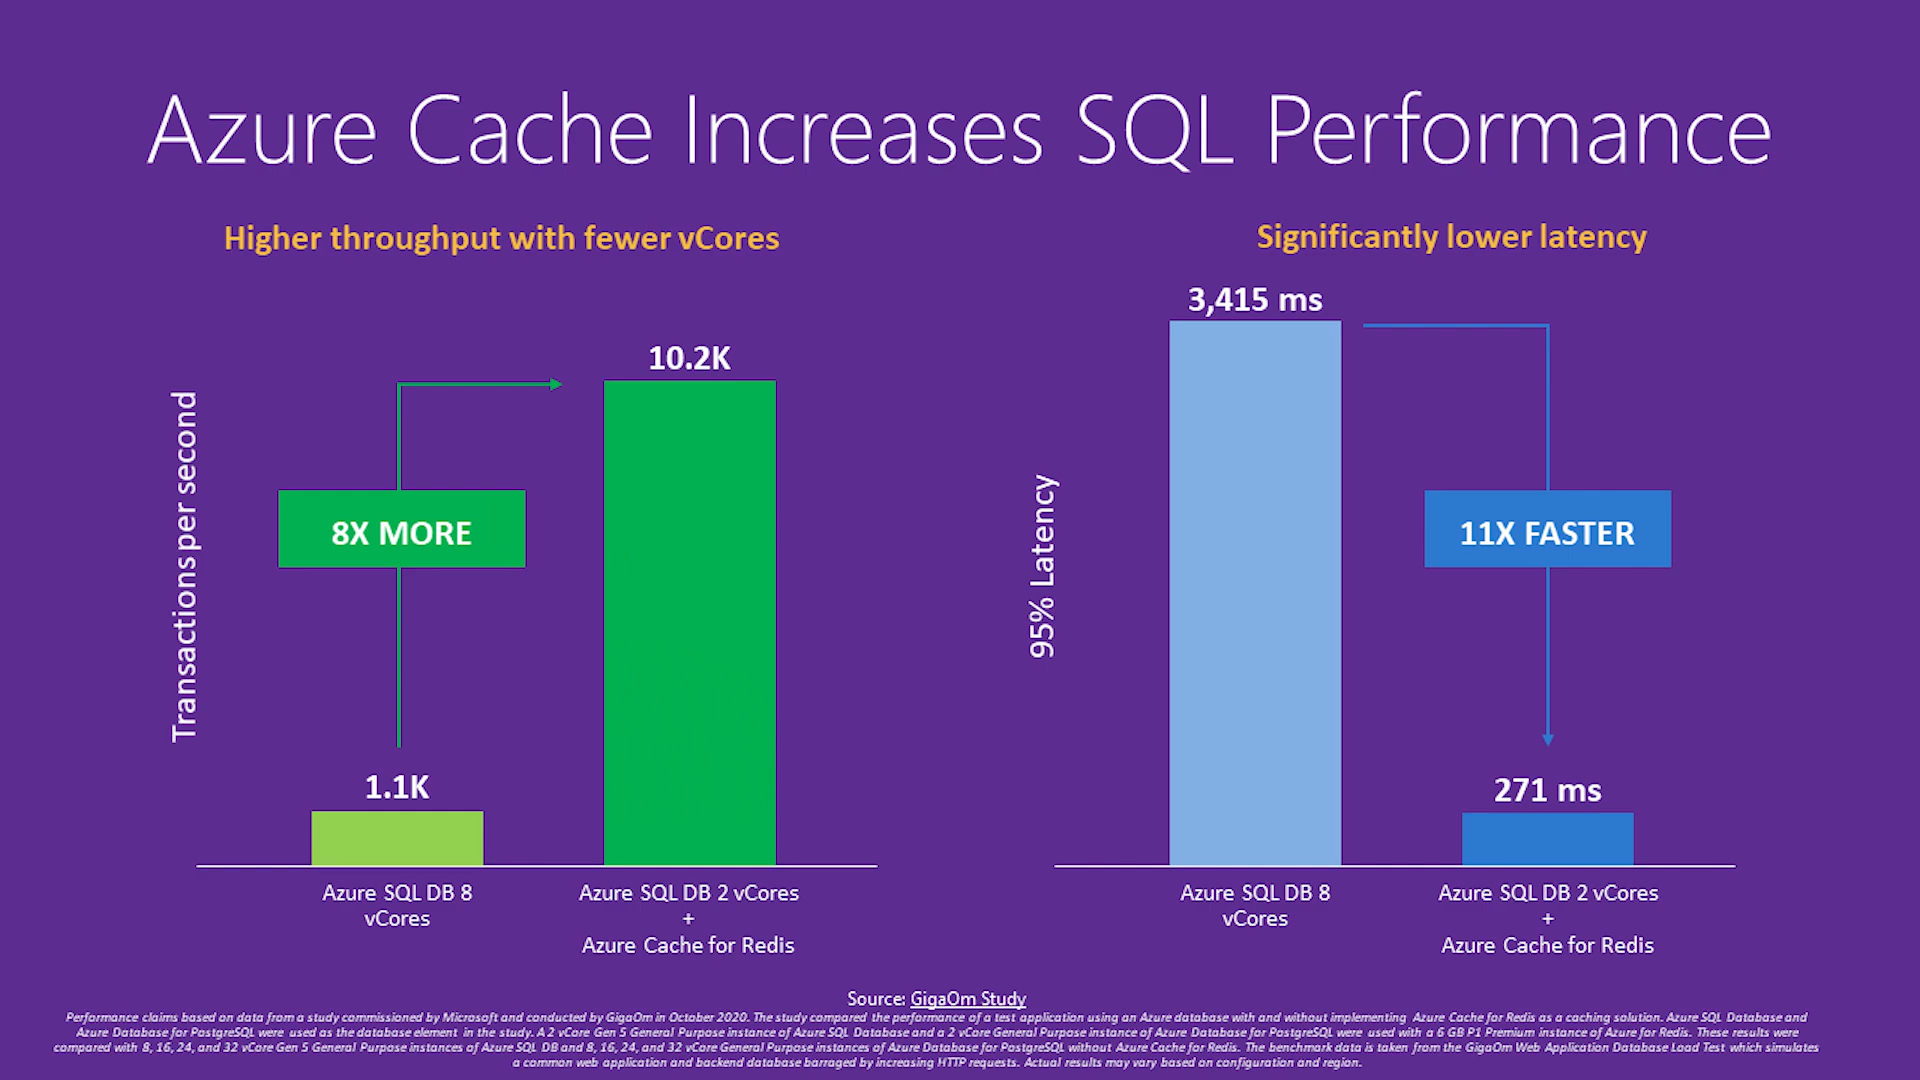 Azure Cache Increases SQL Performance
Higher throughput with fewer vCores
Transactions per second
8X MORE
1.1K
10.2K
Azure SQL DB 8
vCores
Azure SQL DB 2 vCores
+
Azure Cache for Redis
Significantly lower latency
95% Latency
3,415 ms
11X FASTER
271 ms
Azure SQL DB 8
vCores
Azure SQL DB 2 vCores
+
Azure Cache for Redis
Source: GigaOm Study
Performance claims based on data from a study commissioned by Microsoft and conducted by GigaOm in October 2020. The study compared the performance of a test application using an Azure database with and without implementing Azure Cache for Redis as a caching solution. Azure SQL Database and
Azure Database for PostgreSQL were used as the database element in the study. A 2 vCore Gen 5 General Purpose instance of Azure SQL Database and a 2 vCore General Purpose instance of Azure Database for PostgreSQL were used with a 6 GB P1 Premium instance of Azure for Redis. These results were
compared with 8, 16, 24, and 32 vCore Gen 5 General Purpose instances of Azure SQL DB and 8, 16, 24, and 32 vCore General Purpose instances of Azure Database for PostgreSQL without Azure Cache for Redis. The benchmark data is taken from the GigaOm Web Application Database Load Test which simulates
a common web application and backend database barraged by increasing HTTP requests. Actual results may vary based on configuration and region.